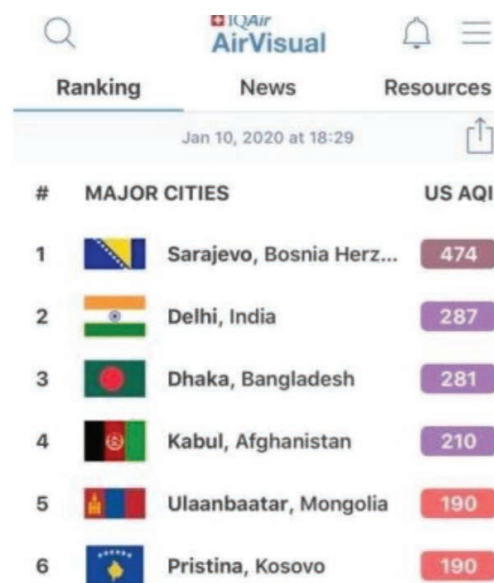 IQAir
AirVisual
Ranking News Resources
Jan 10, 2020 at 18:29
# MAJOR CITIES US AQI
1 Sarajevo, Bosnia Herz... 474
2 Delhi, India 287
3 Dhaka, Bangladesh 281
4 Kabul, Afghanistan 210
5 Ulaanbaatar, Mongolia 190
6 Pristina, Kosovo 190